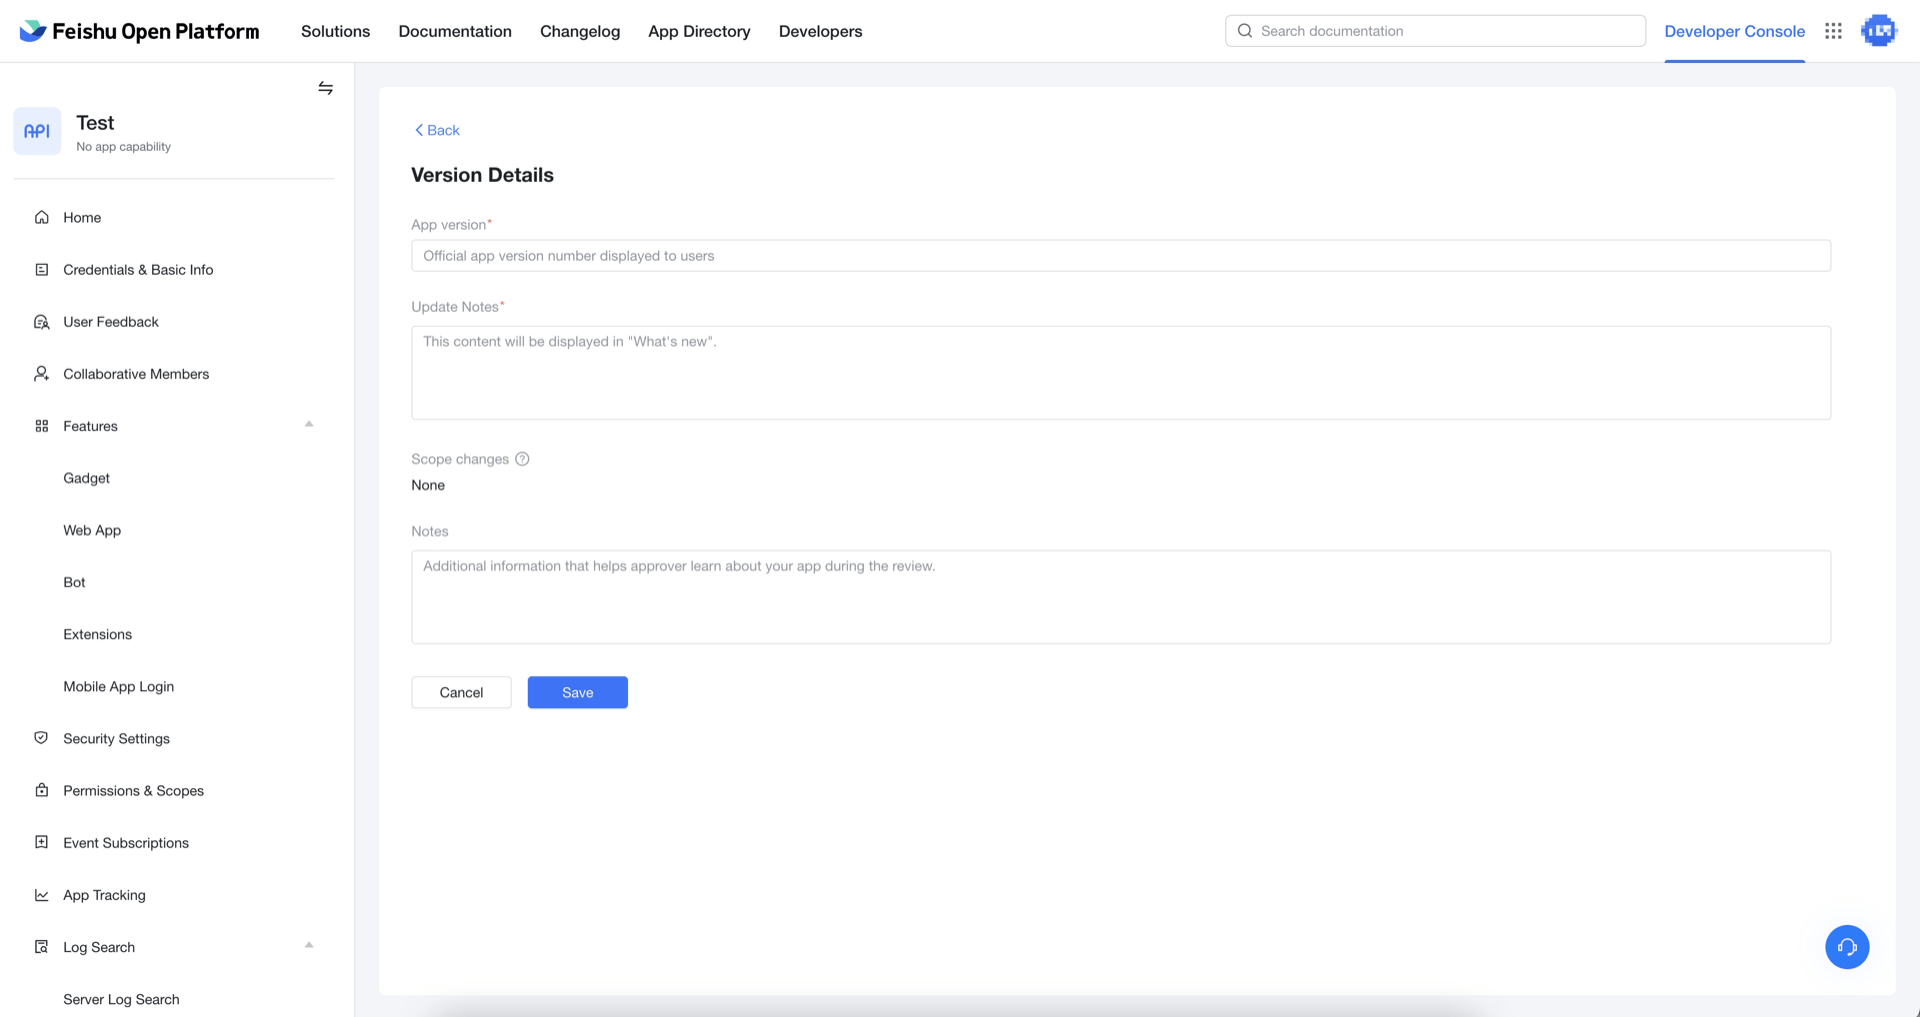 Feishu Open Platform
Solutions
Documentation
Changelog
App Directory
Developers
Search documentation
Developer Console
API
Test
No app capability
Home
Credentials & Basic Info
User Feedback
Collaborative Members
Features
Gadget
Web App
Bot
Extensions
Mobile App Login
Security Settings
Permissions & Scopes
Event Subscriptions
App Tracking
Log Search
Server Log Search
Back
Version Details
App version*
Official app version number displayed to users
Update Notes*
This content will be displayed in "What's new".
Scope changes
None
Notes
Additional information that helps approver learn about your app during the review.
Cancel
Save